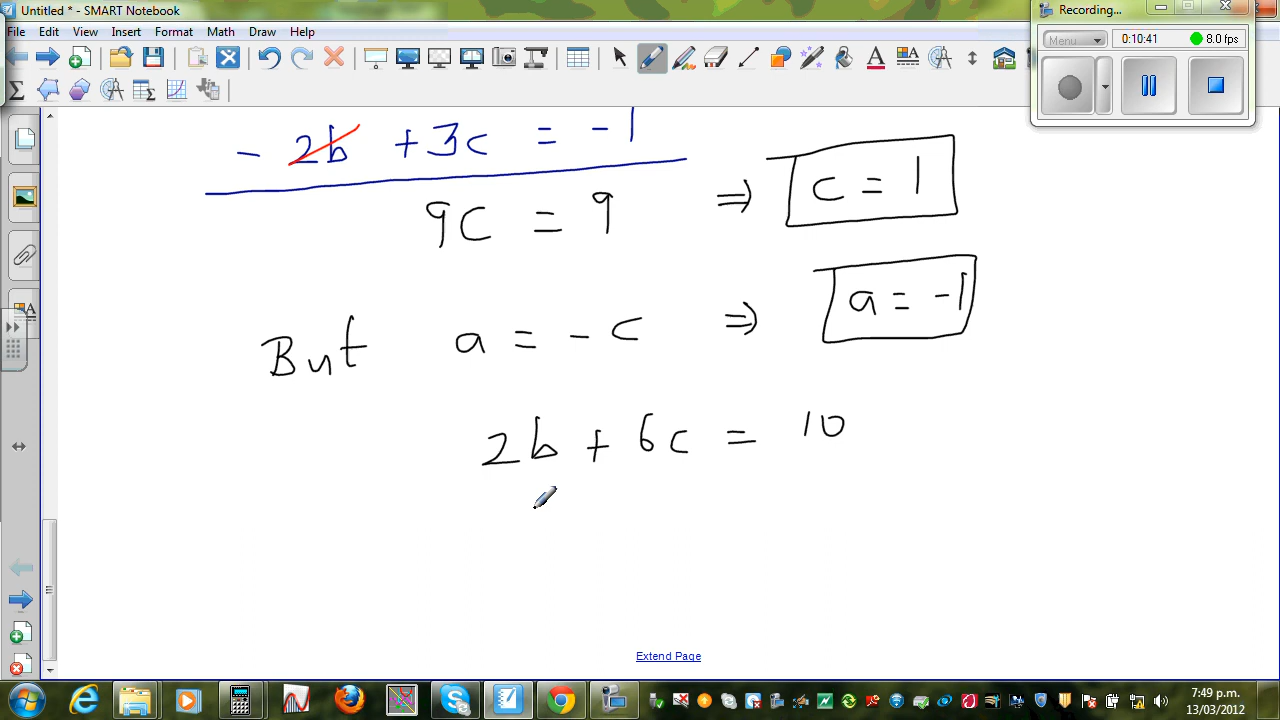 Untitled * - SMART Notebook
File Edit View Insert Format Math Draw Help
Recording...
Menu 0:10:41 8.0 fps
- 2b + 3c = - 1
9c = 9 ⇒ c = 1
But a = - c ⇒ a = -1
2b + 6c = 10
Extend Page
7:49 p.m.
13/03/2012